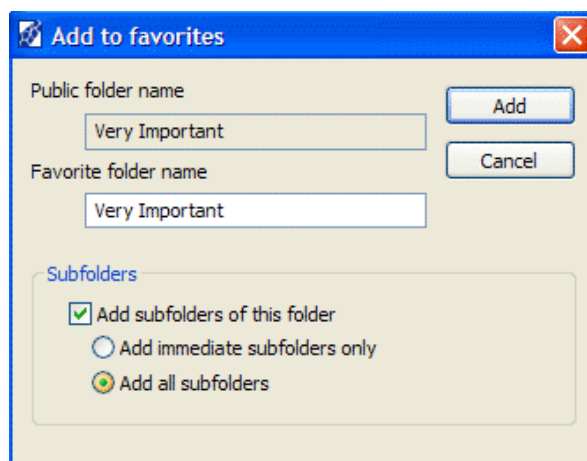 Add to favorites
Public folder name
Add
Very Important
Cancel
Favorite folder name
Very Important
Subfolders
Add subfolders of this folder
Add immediate subfolders only
Add all subfolders